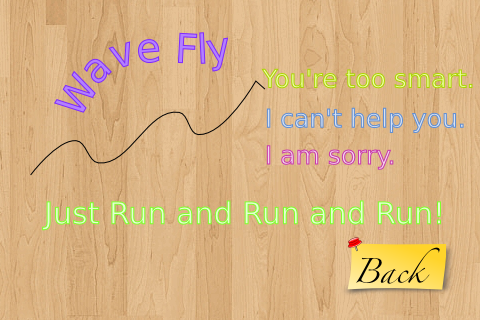 Wave Fly
You're too smart.
I can't help you.
I am sorry.
Just Run and Run and Run!
Back